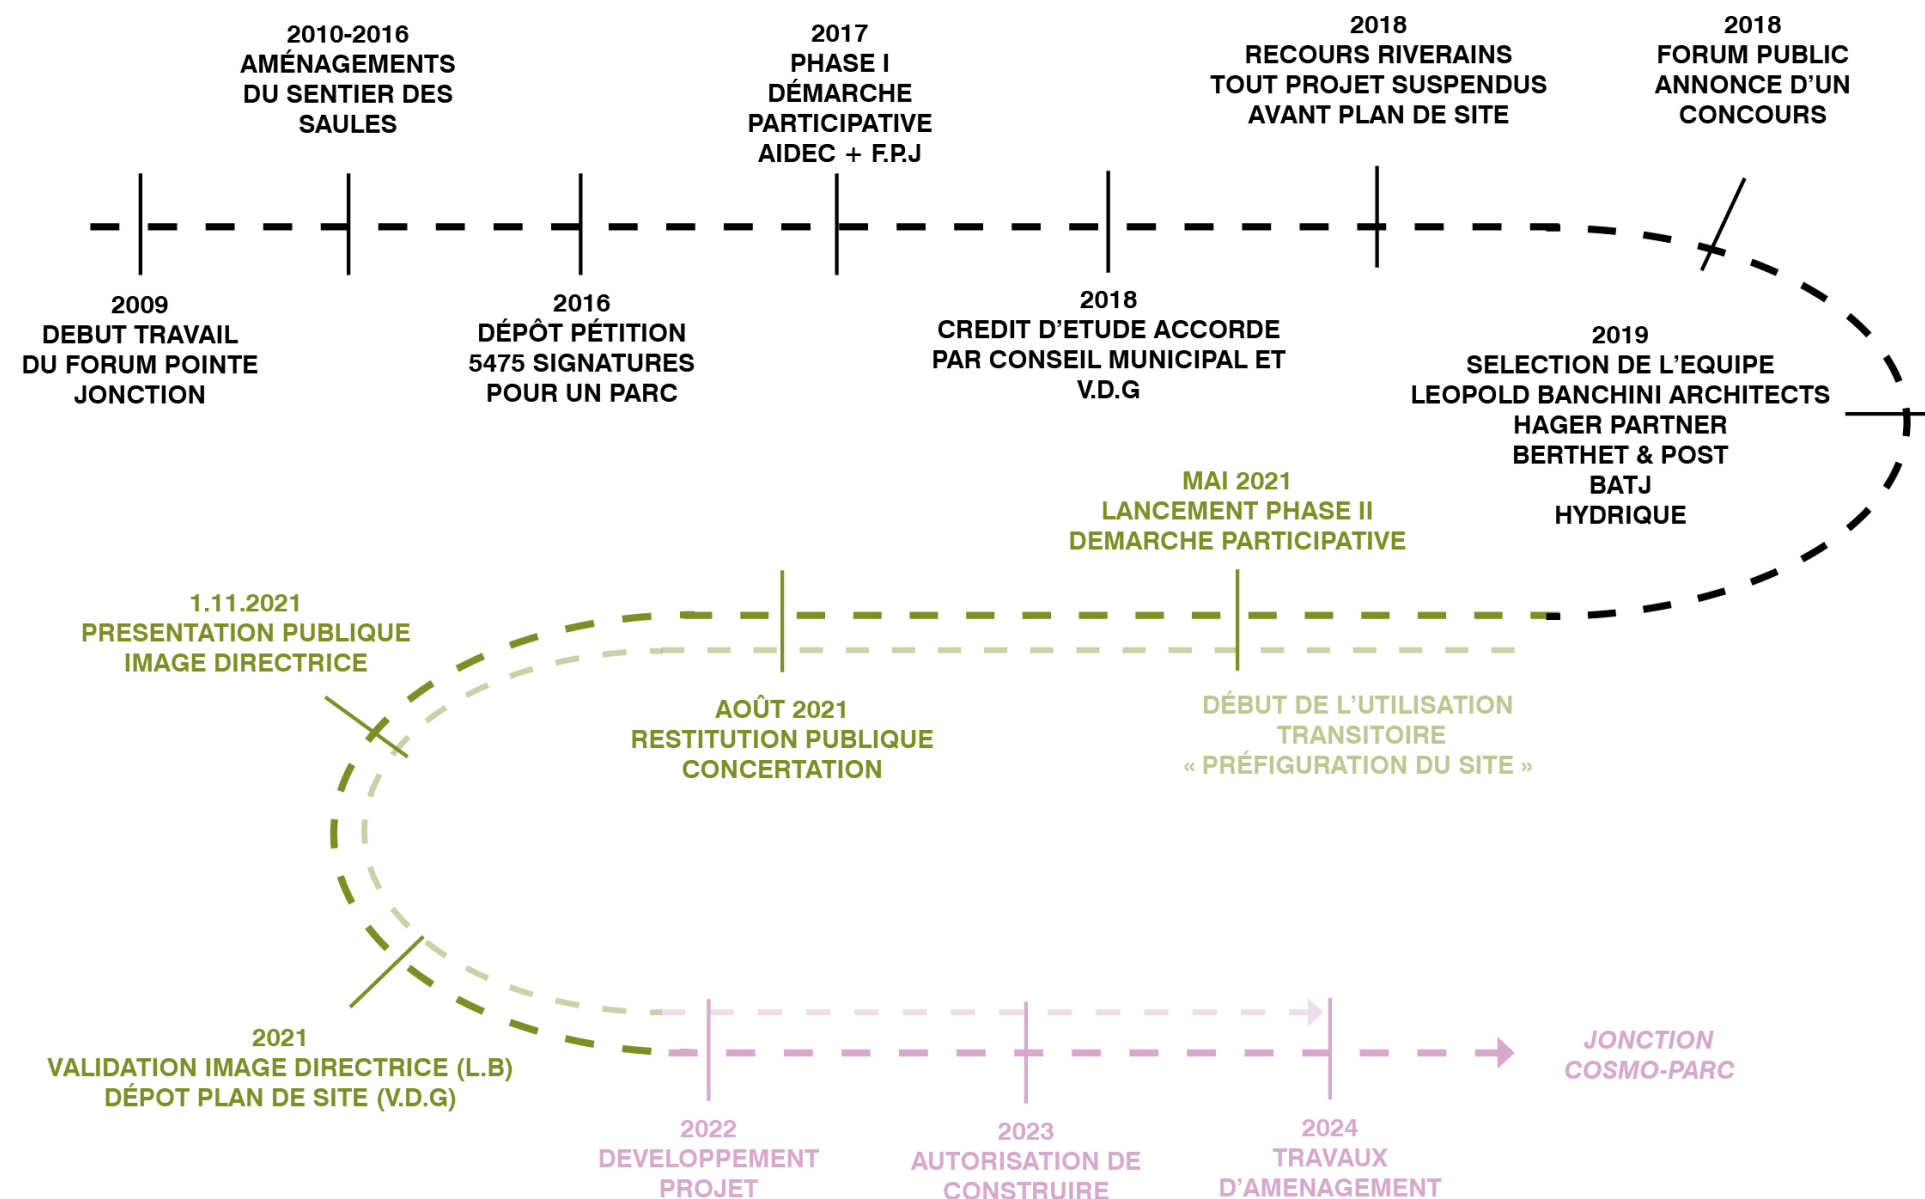 2009
DEBUT TRAVAIL
DU FORUM POINTE
JONCTION
2010-2016
AMÉNAGEMENTS
DU SENTIER DES
SAULES
2016
DÉPÔT PÉTITION
5475 SIGNATURES
POUR UN PARC
2017
PHASE I
DÉMARCHE
PARTICIPATIVE
AIDEC + F.P.J
2018
CREDIT D’ETUDE ACCORDE
PAR CONSEIL MUNICIPAL ET
V.D.G
2018
RECOURS RIVERAINS
TOUT PROJET SUSPENDUS
AVANT PLAN DE SITE
2018
FORUM PUBLIC
ANNONCE D’UN
CONCOURS
2019
SELECTION DE L’EQUIPE
LEOPOLD BANCHINI ARCHITECTS
HAGER PARTNER
BERTHET & POST
BATJ
HYDRIQUE
MAI 2021
LANCEMENT PHASE II
DEMARCHE PARTICIPATIVE
DÉBUT DE L’UTILISATION
TRANSITOIRE
« PRÉFIGURATION DU SITE »
AOÛT 2021
RESTITUTION PUBLIQUE
CONCERTATION
1.11.2021
PRESENTATION PUBLIQUE
IMAGE DIRECTRICE
2021
VALIDATION IMAGE DIRECTRICE (L.B)
DÉPOT PLAN DE SITE (V.D.G)
2022
DEVELOPPEMENT
PROJET
2023
AUTORISATION DE
CONSTRUIRE
2024
TRAVAUX
D’AMENAGEMENT
JONCTION
COSMO-PARC